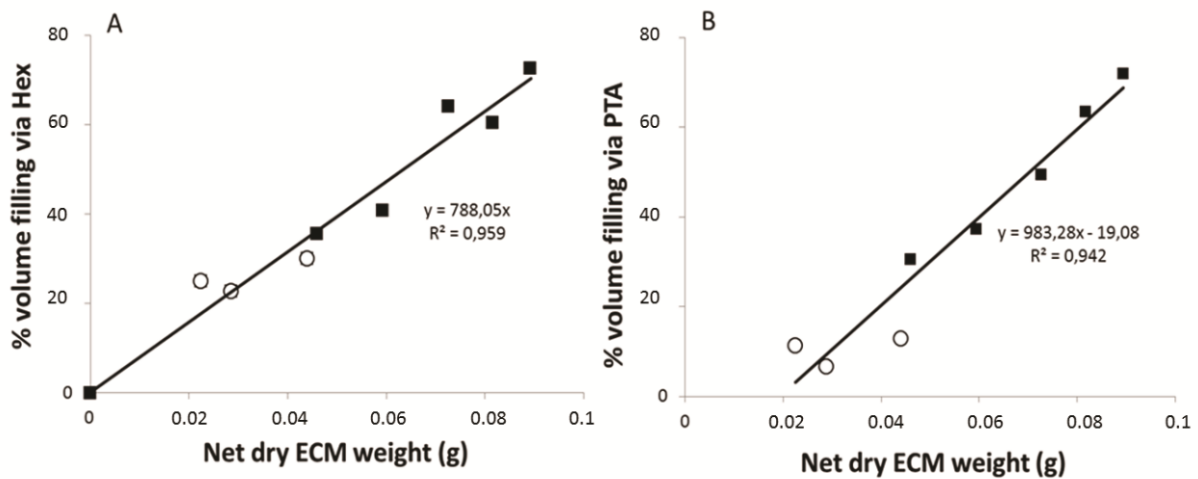 A
% volume filling via Hex
80
60
40
20
0
y = 788,05x
R² = 0,959
0
0.02
0.04
0.06
0.08
0.1
Net dry ECM weight (g)
B
% volume filling via PTA
80
60
40
20
0
y = 983,28x - 19,08
R² = 0,942
0
0.02
0.04
0.06
0.08
0.1
Net dry ECM weight (g)